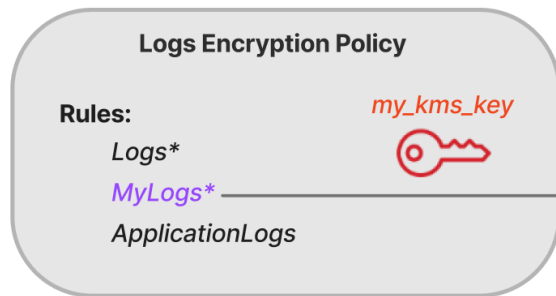 Logs Encryption Policy
Rules:
my_kms_key
Logs*
MyLogs*
ApplicationLogs